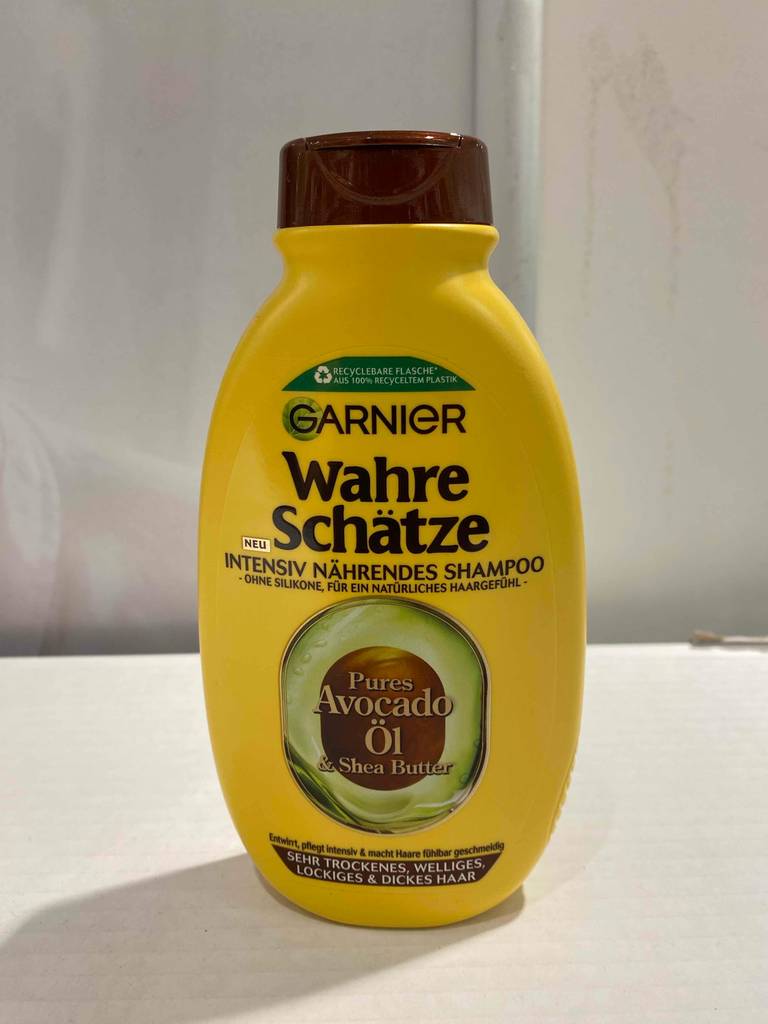 RECYCLEBARE FLASCHE*
AUS 100% RECYCELTEM PLASTIK
GARNIER
Wahre
Schätze
NEU
INTENSIV NÄHRENDES SHAMPOO
- OHNE SILIKONE, FÜR EIN NATÜRLICHES HAARGEFÜHL -
Pures
Avocado
Öl
& Shea Butter
Entwirrt, pflegt intensiv & macht Haare fühlbar geschmeidig
SEHR TROCKENES, WELLIGES,
LOCKIGES & DICKES HAAR